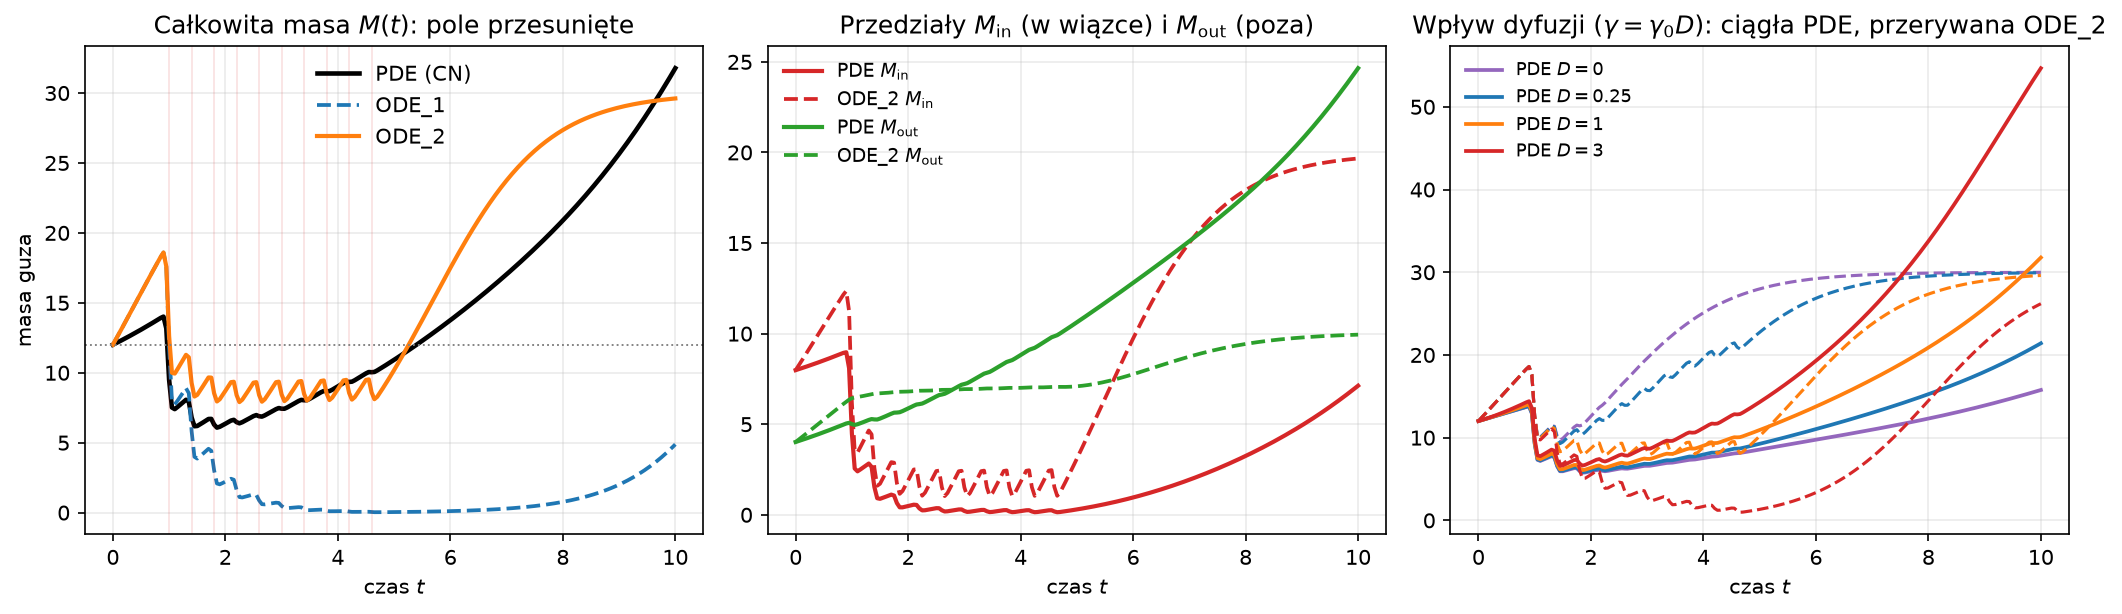 Całkowita masa M(t): pole przesunięte
PDE (CN)
ODE_1
ODE_2
masa guza
30
25
20
15
10
5
0
0 2 4 6 8 10
czas t
Przedziały M_in (w wiązce) i M_out (poza)
PDE M_in
ODE_2 M_in
PDE M_out
ODE_2 M_out
25
20
15
10
5
0
0 2 4 6 8 10
czas t
Wpływ dyfuzji (γ = γ₀D): ciągła PDE, przerywana ODE_2
PDE D = 0
PDE D = 0.25
PDE D = 1
PDE D = 3
50
40
30
20
10
0
0 2 4 6 8 10
czas t